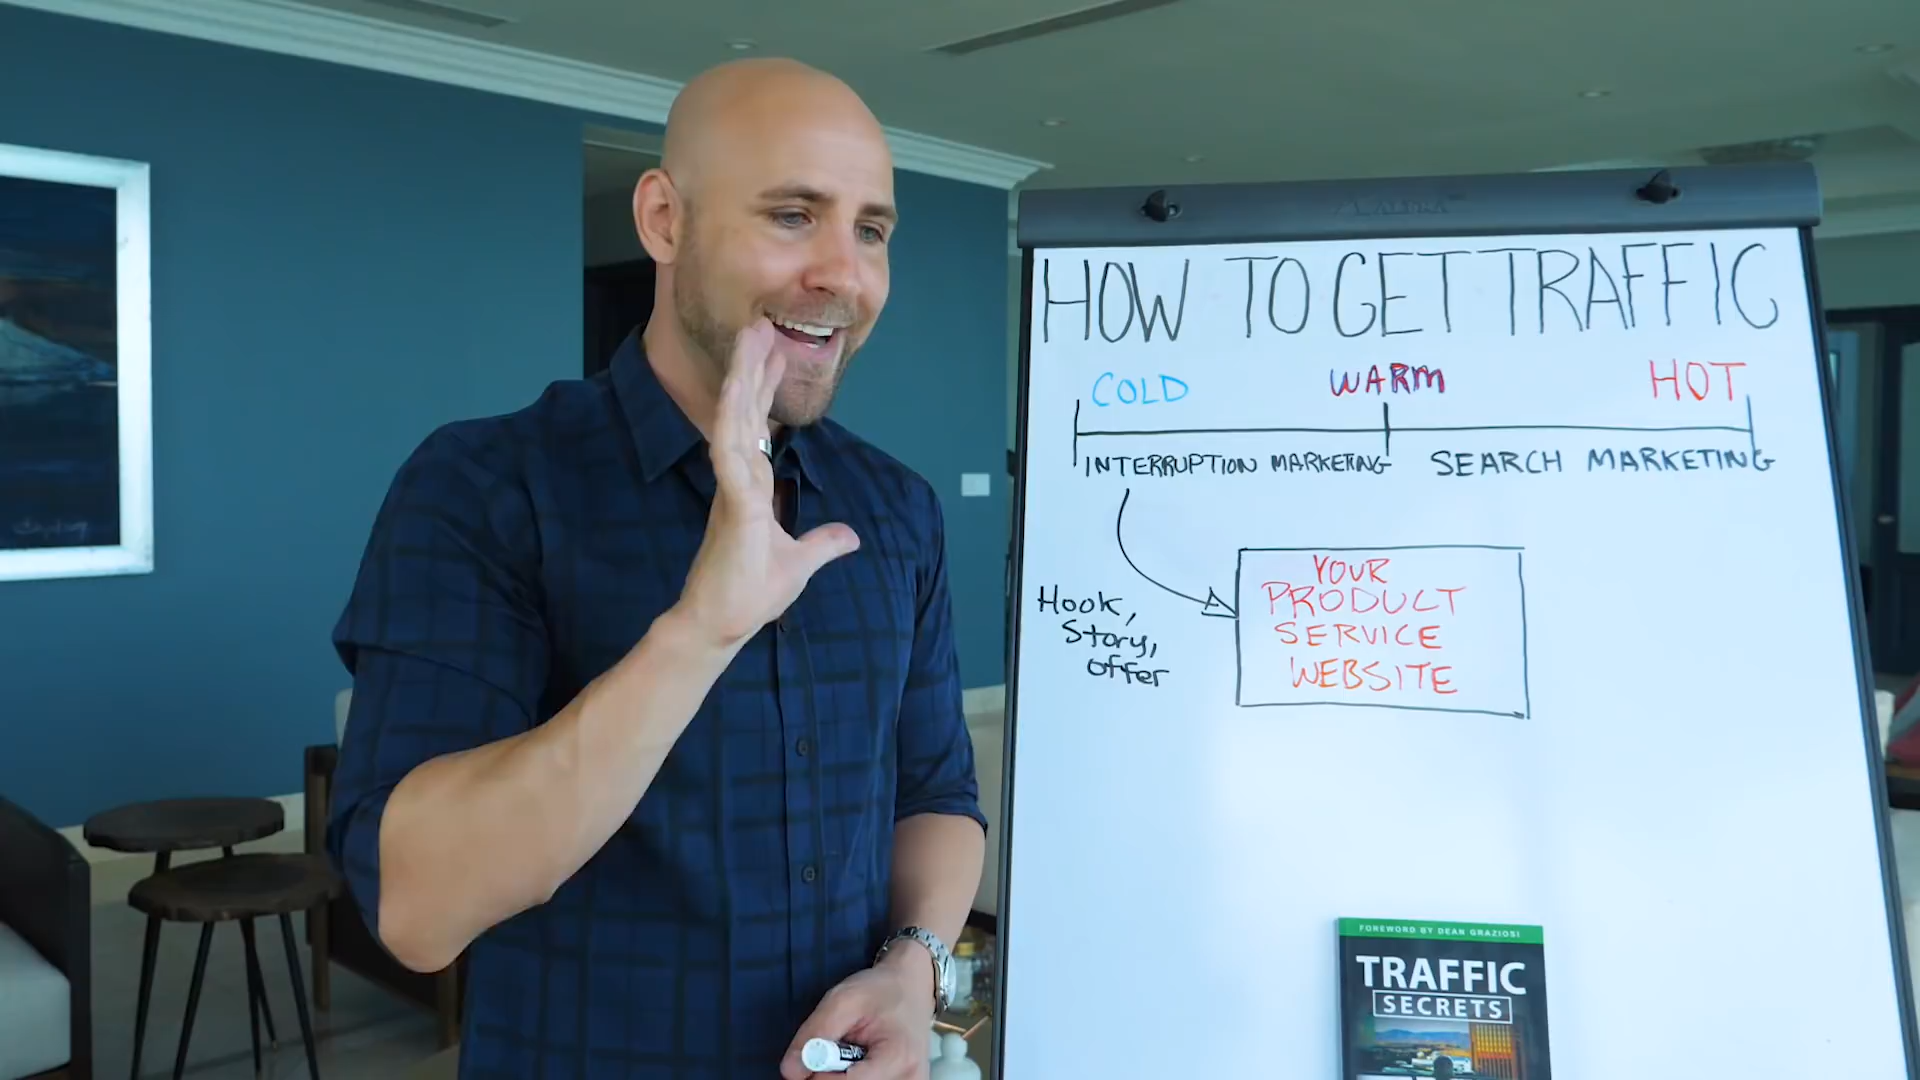 HOW TO GET TRAFFIC
COLD WARM HOT
INTERRUPTION MARKETING SEARCH MARKETING
Hook,
Story,
offer
YOUR
PRODUCT
SERVICE
WEBSITE
FOREWORD BY DEAN GRAZIOSI
TRAFFIC
SECRETS